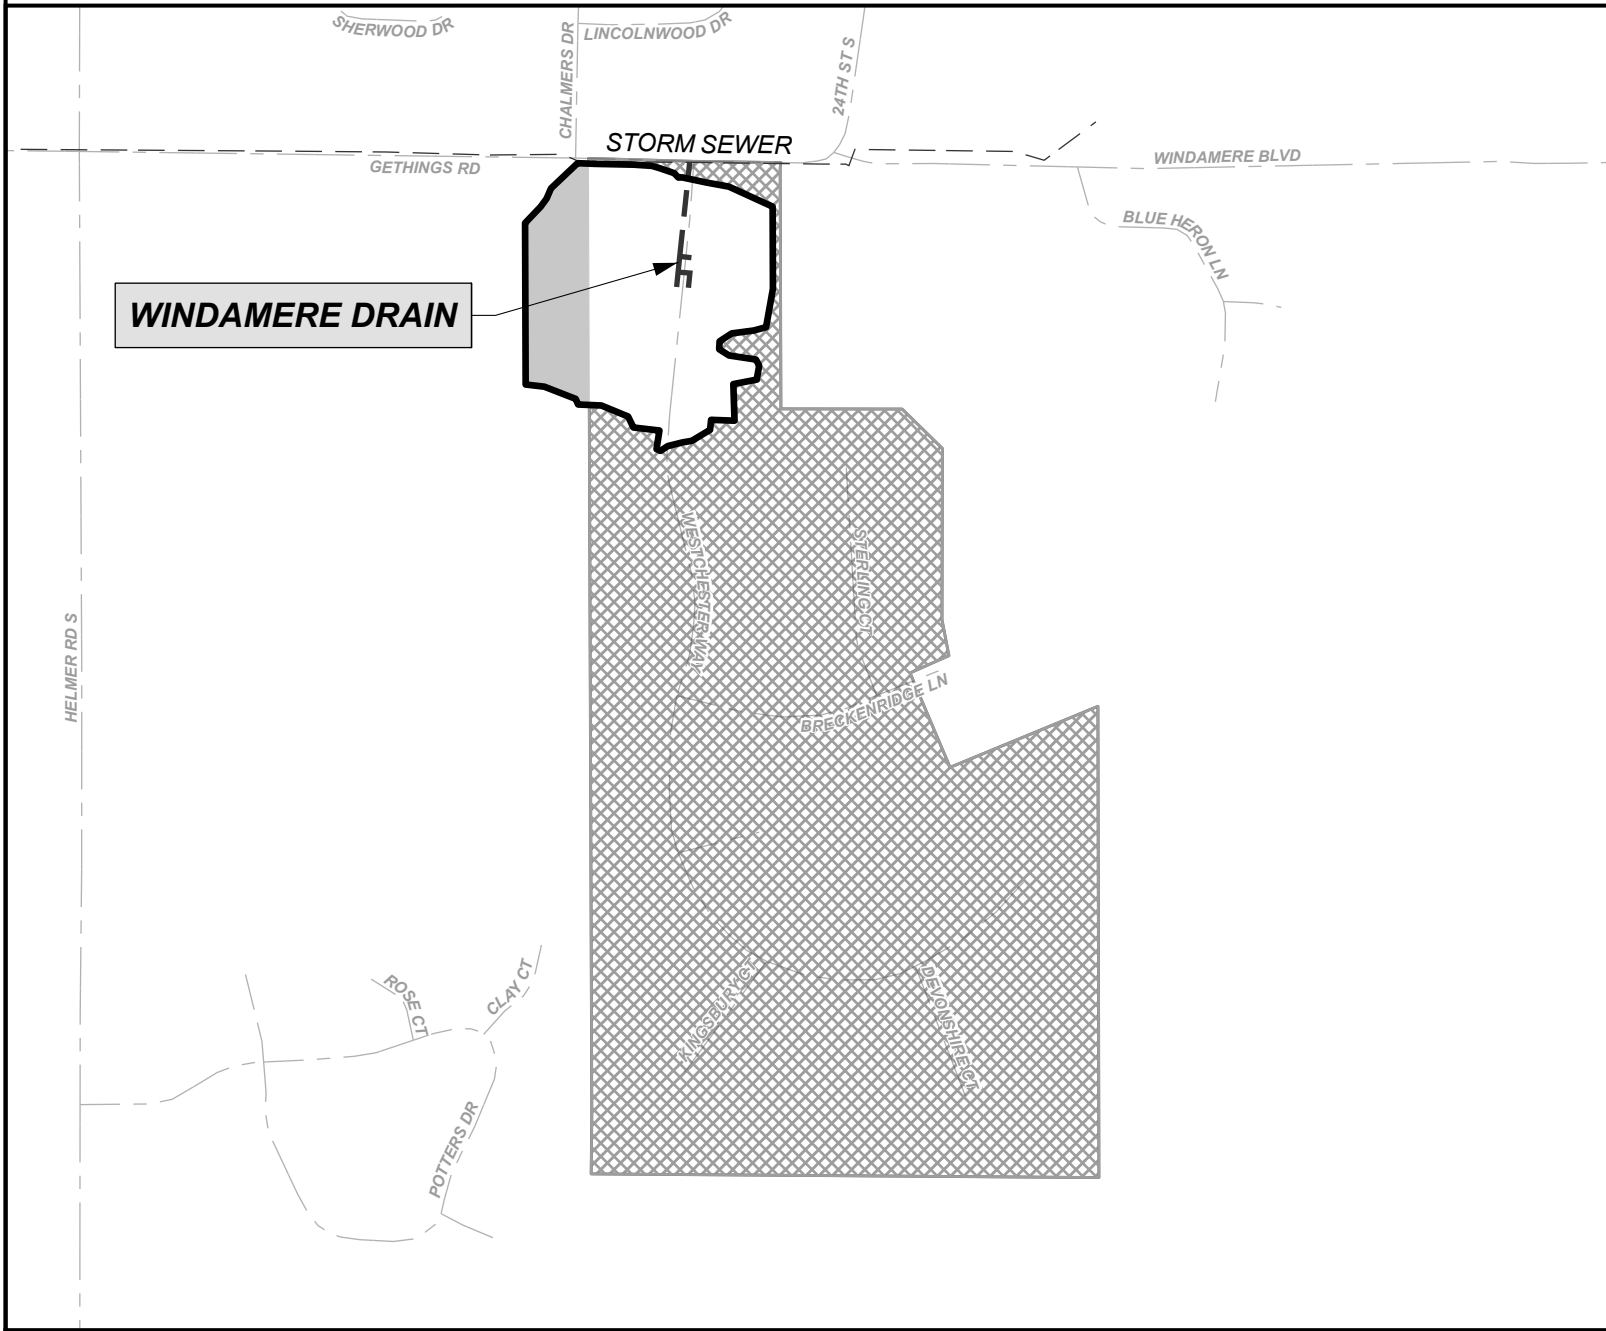 SHERWOOD DR
LINCOLNWOOD DR
CHALMERS DR
24TH ST S
STORM SEWER
GETHINGS RD
WINDAMERE BLVD
BLUE HERON LN
WINDAMERE DRAIN
WESTCHESTER WAY
STERLING CT
HELMER RD S
BRECKENRIDGE LN
ROSE CT
CLAY CT
KINGSBURY CT
DEVONSHIRE CT
POTTERS DR